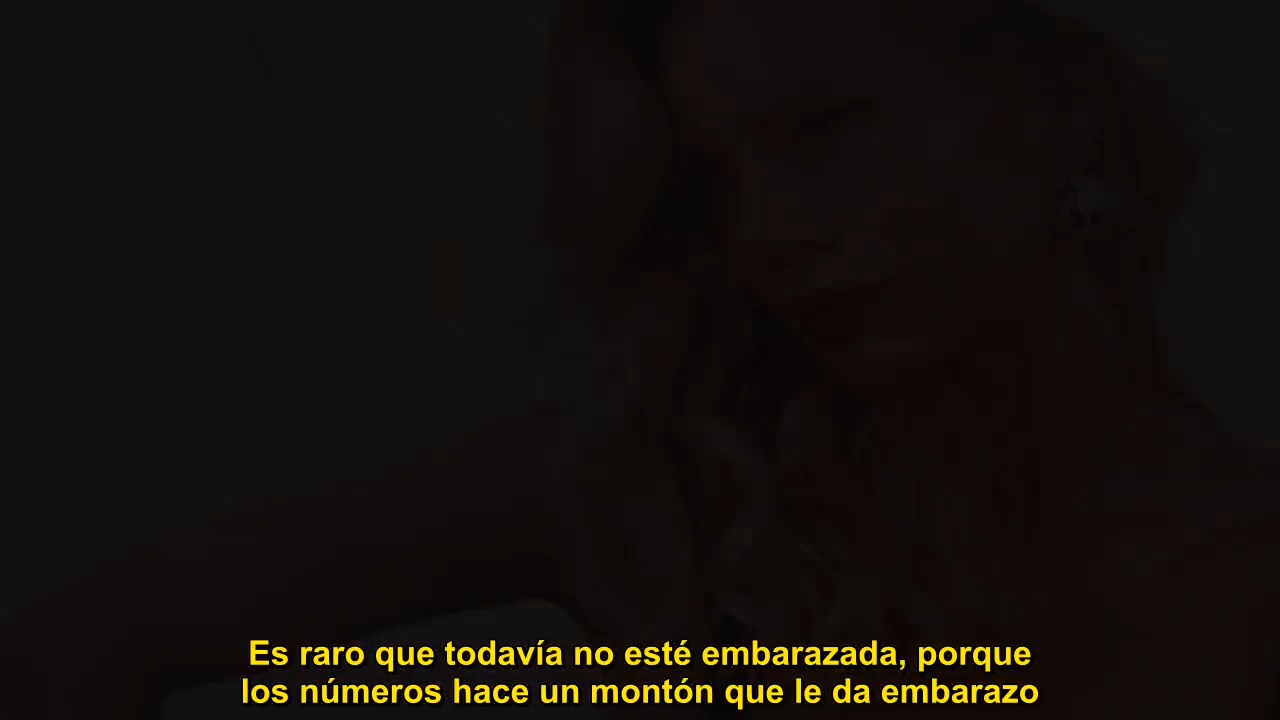 Es raro que todavía no esté embarazada, porque
los números hace un montón que le da embarazo